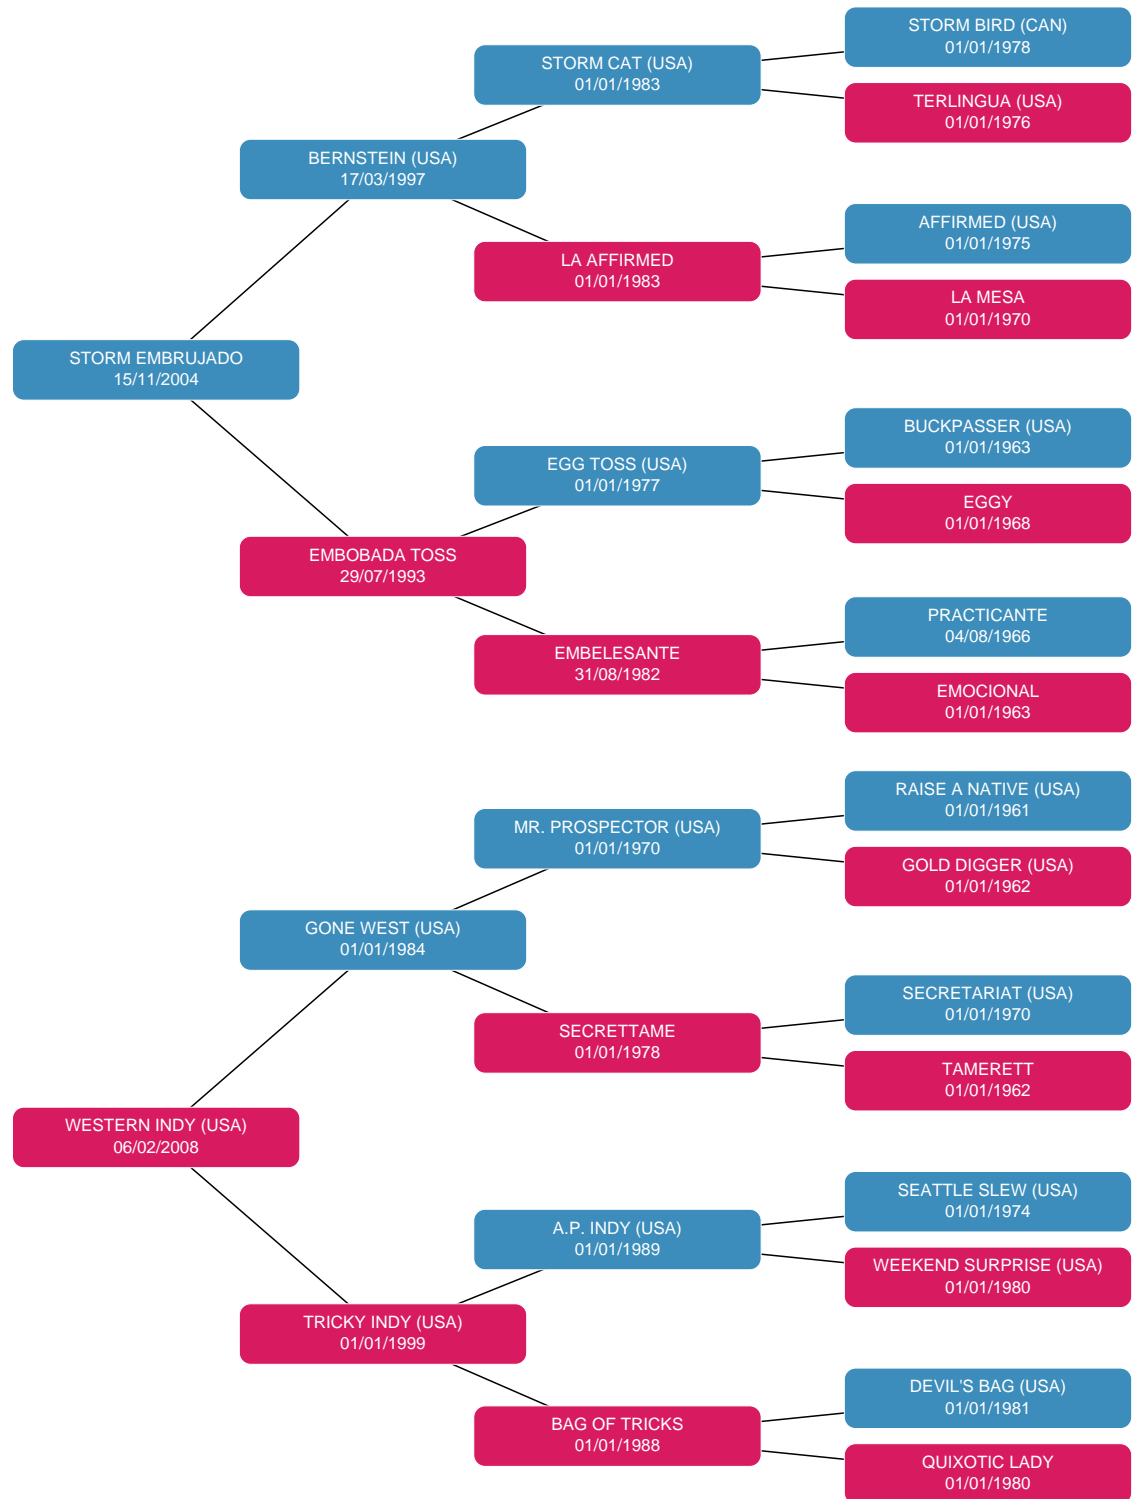 STORM BIRD (CAN)
01/01/1978
STORM CAT (USA)
01/01/1983
TERLINGUA (USA)
01/01/1976
BERNSTEIN (USA)
17/03/1997
AFFIRMED (USA)
01/01/1975
LA AFFIRMED
01/01/1983
LA MESA
01/01/1970
STORM EMBRUJADO
15/11/2004
BUCKPASSER (USA)
01/01/1963
EGG TOSS (USA)
01/01/1977
EGGY
01/01/1968
EMBOBADA TOSS
29/07/1993
PRACTICANTE
04/08/1966
EMBELESANTE
31/08/1982
EMOCIONAL
01/01/1963
RAISE A NATIVE (USA)
01/01/1961
MR. PROSPECTOR (USA)
01/01/1970
GOLD DIGGER (USA)
01/01/1962
GONE WEST (USA)
01/01/1984
SECRETARIAT (USA)
01/01/1970
SECRETTAME
01/01/1978
TAMERETT
01/01/1962
WESTERN INDY (USA)
06/02/2008
SEATTLE SLEW (USA)
01/01/1974
A.P. INDY (USA)
01/01/1989
WEEKEND SURPRISE (USA)
01/01/1980
TRICKY INDY (USA)
01/01/1999
DEVIL'S BAG (USA)
01/01/1981
BAG OF TRICKS
01/01/1988
QUIXOTIC LADY
01/01/1980